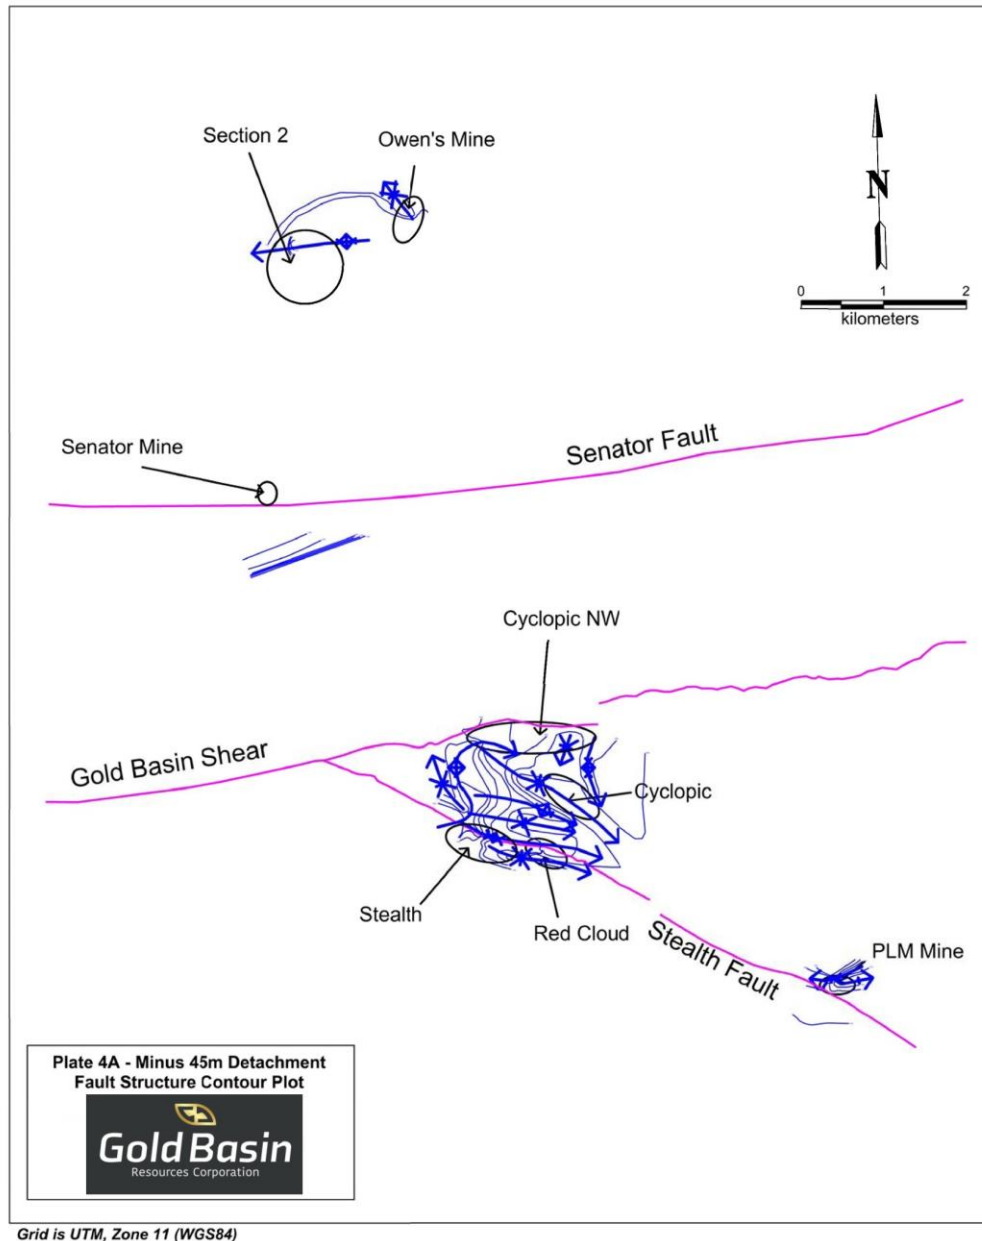 Section 2
Owen's Mine
N
0 1 2
kilometers
Senator Mine
Senator Fault
Cyclopic NW
Gold Basin Shear
Cyclopic
Stealth
Red Cloud
Stealth Fault
PLM Mine
Plate 4A - Minus 45m Detachment
Fault Structure Contour Plot
Gold Basin
Resources Corporation
Grid is UTM, Zone 11 (WGS84)